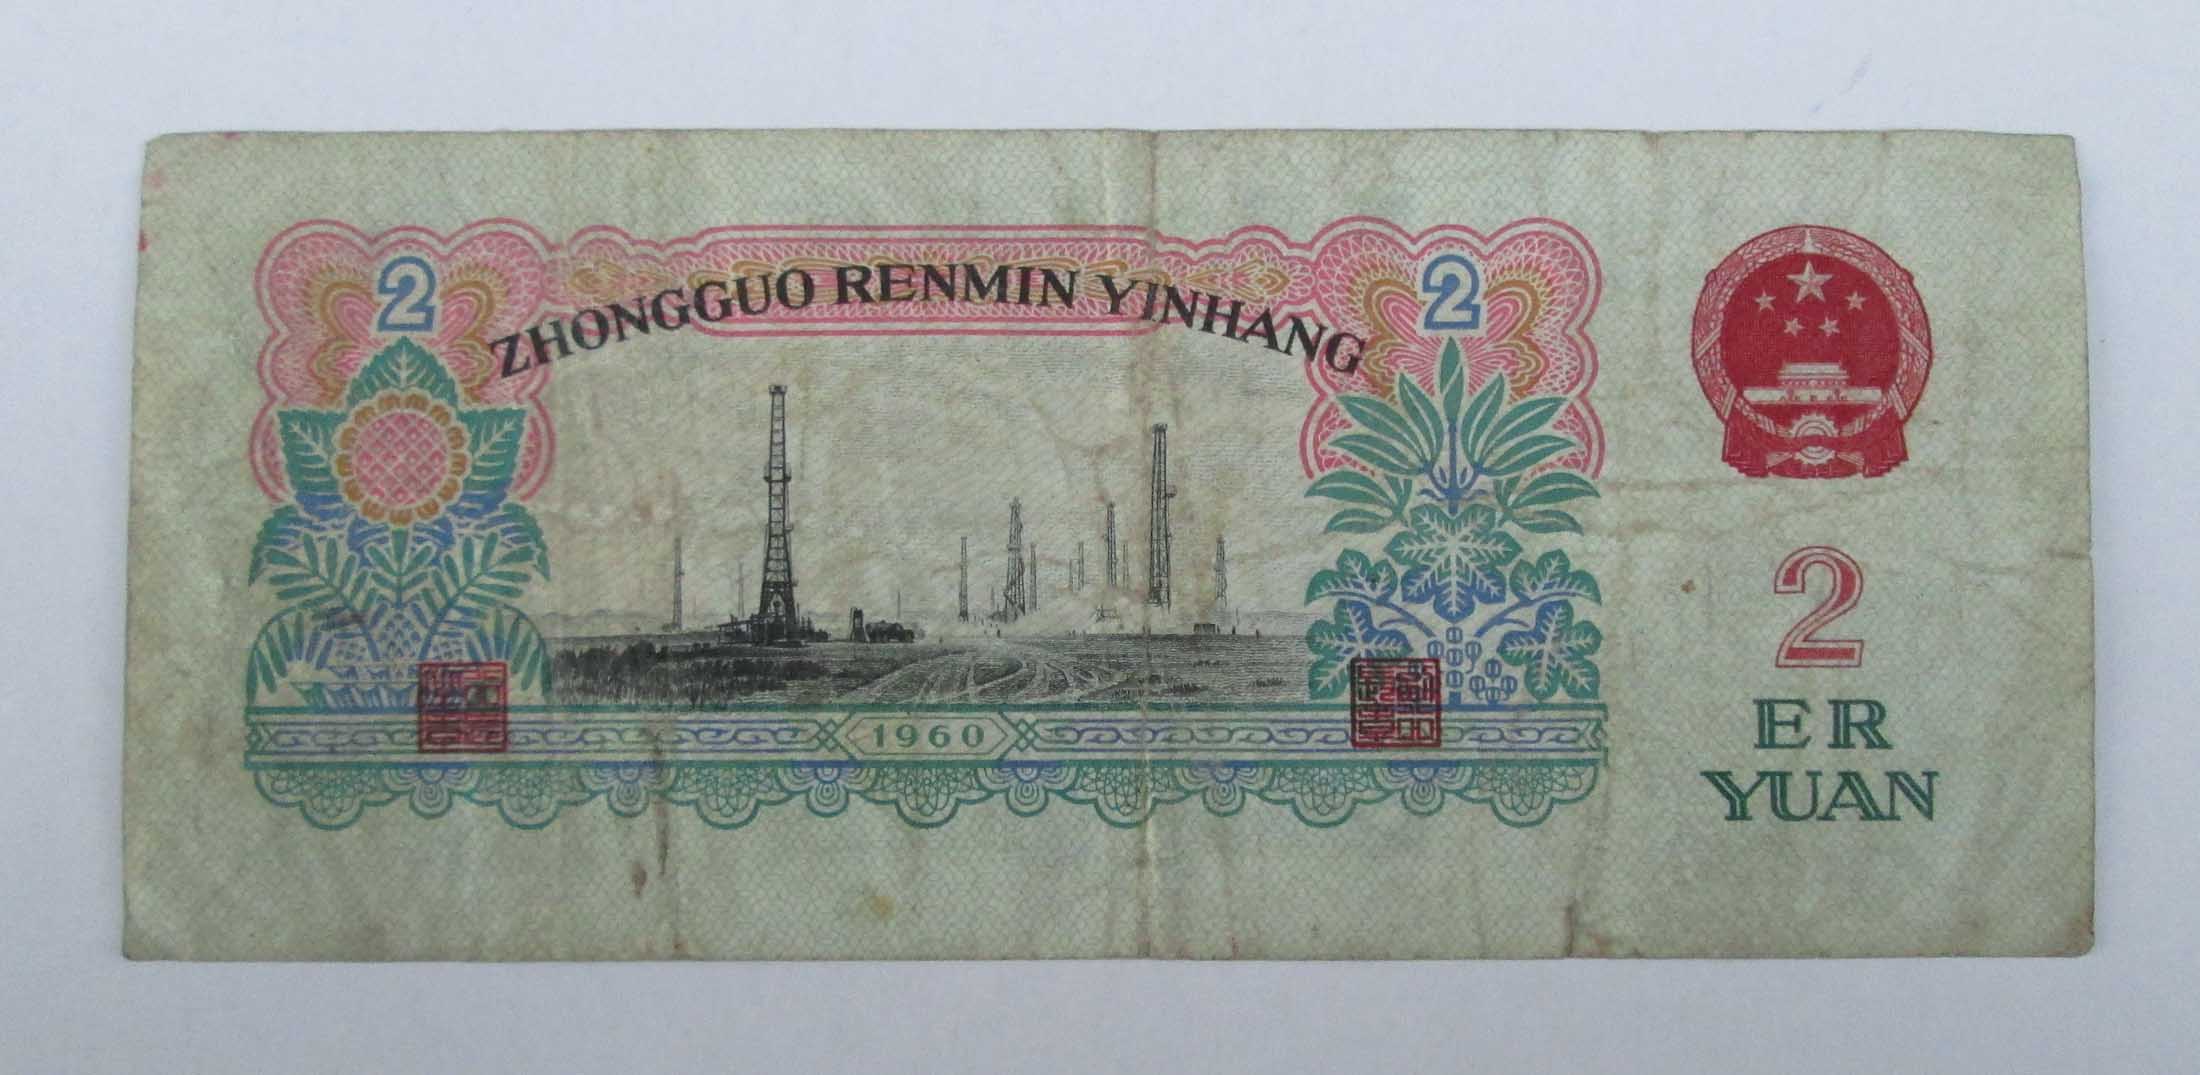 2
2
ZHONGGUO RENMIN YINHANG
2
ER
YUAN
1960